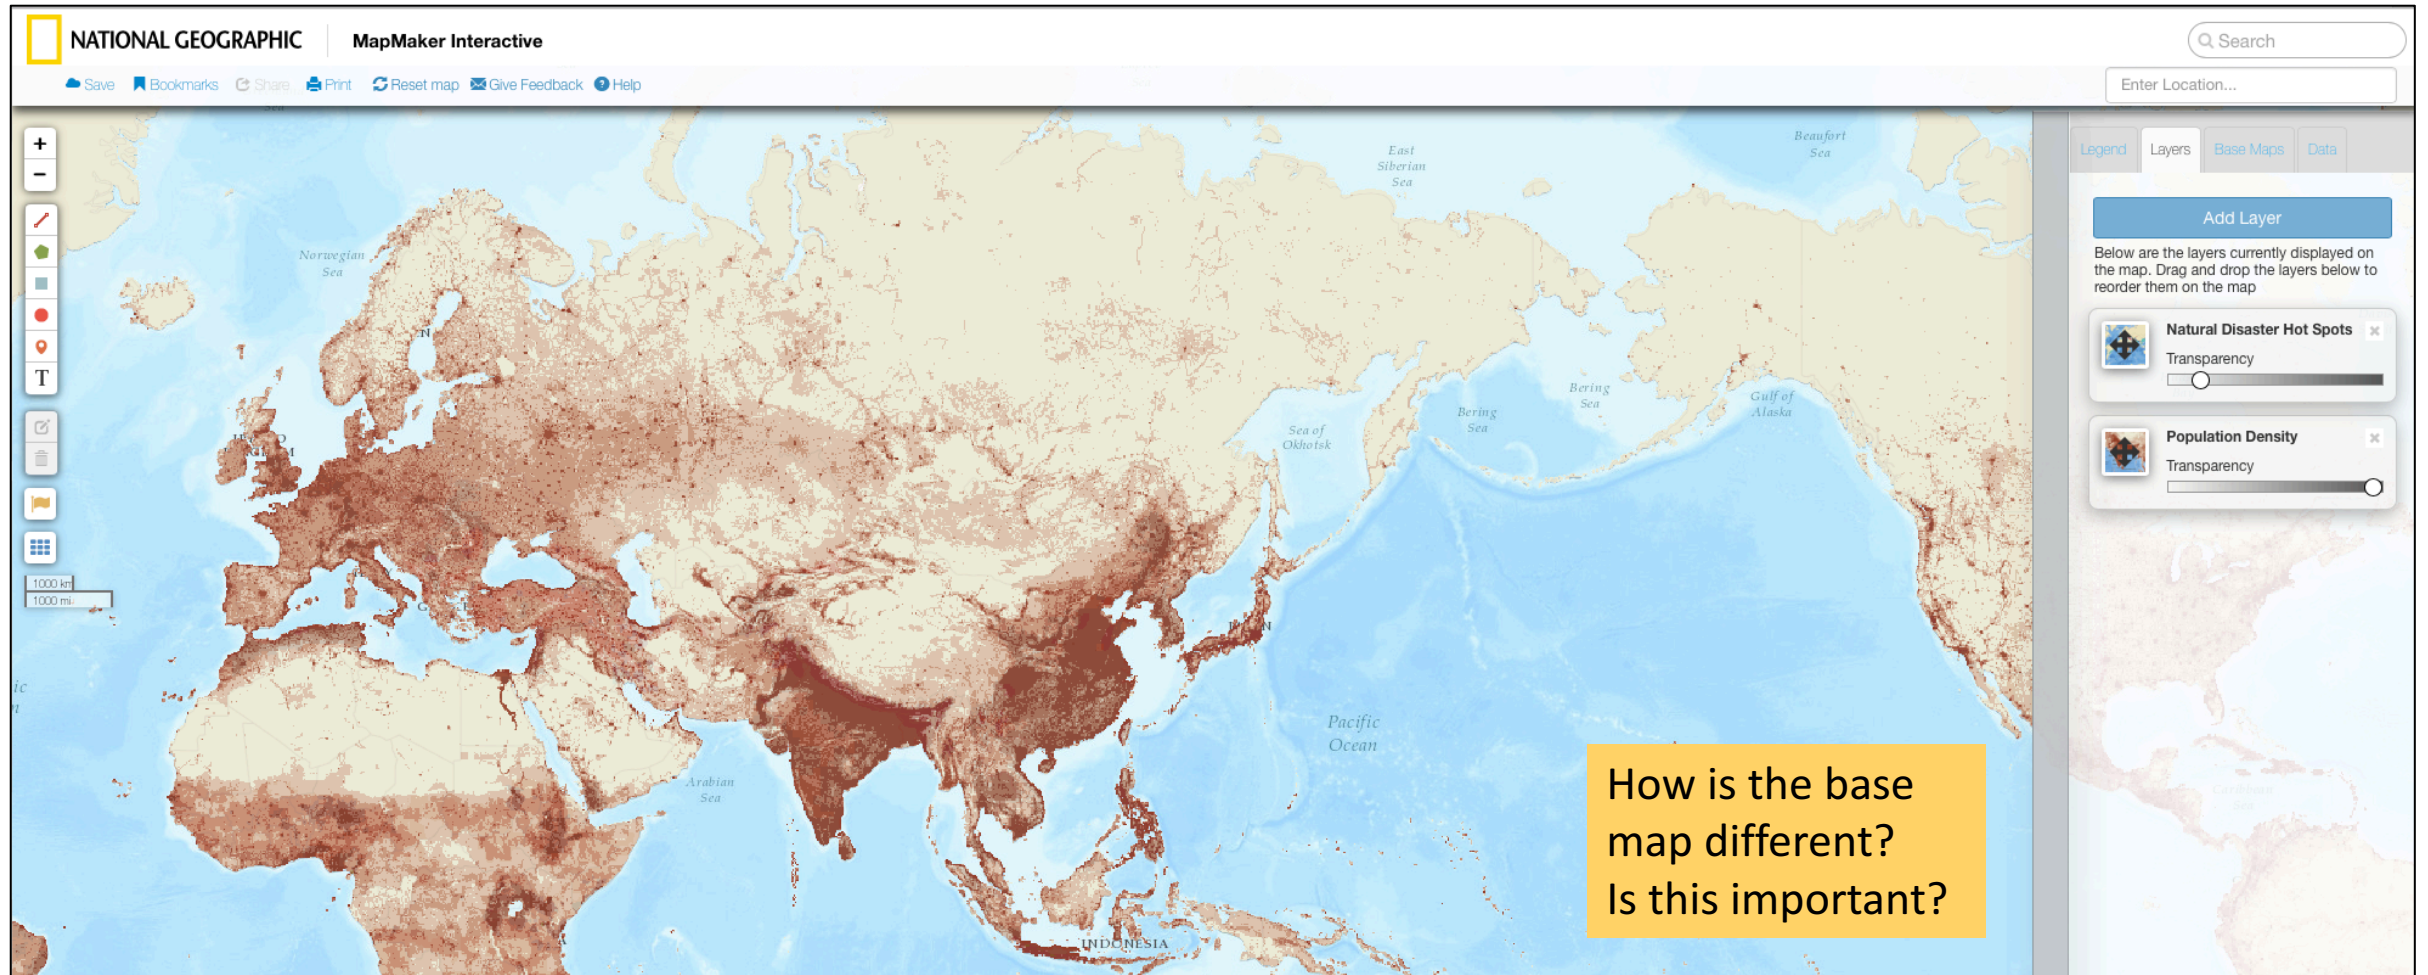 NATIONAL GEOGRAPHIC
MapMaker Interactive
Search
Save
Bookmarks
Share
Print
Reset map
Give Feedback
Help
Enter Location...
Sea
Beaufort
Sea
East
Siberian
Sea
Norwegian
Sea
Legend
Layers
Base Maps
Data
Add Layer
Below are the layers currently displayed on
the map. Drag and drop the layers below to
reorder them on the map
Natural Disaster Hot Spots
Transparency
Population Density
Transparency
T
N
Bering
Sea
Bering
Sea
Gulf of
Alaska
Sea of
Okhotsk
1000 km
1000 mi
Pacific
Ocean
Arabian
Sea
Caribbean
Sea
INDONESIA
How is the base
map different?
Is this important?